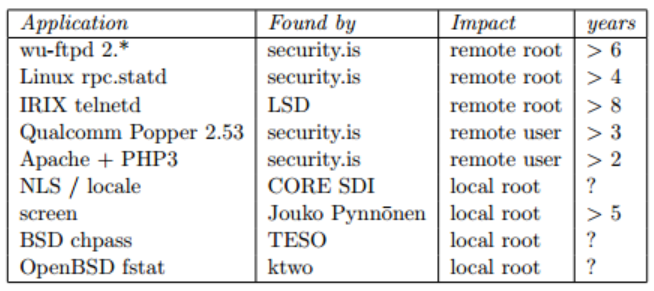 Application Found by Impact years
wu-ftpd 2.* security.is remote root > 6
Linux rpc.statd security.is remote root > 4
IRIX telnetd LSD remote root > 8
Qualcomm Popper 2.53 security.is remote user > 3
Apache + PHP3 security.is remote user > 2
NLS / locale CORE SDI local root ?
screen Jouko Pynnōnen local root > 5
BSD chpass TESO local root ?
OpenBSD fstat ktwo local root ?